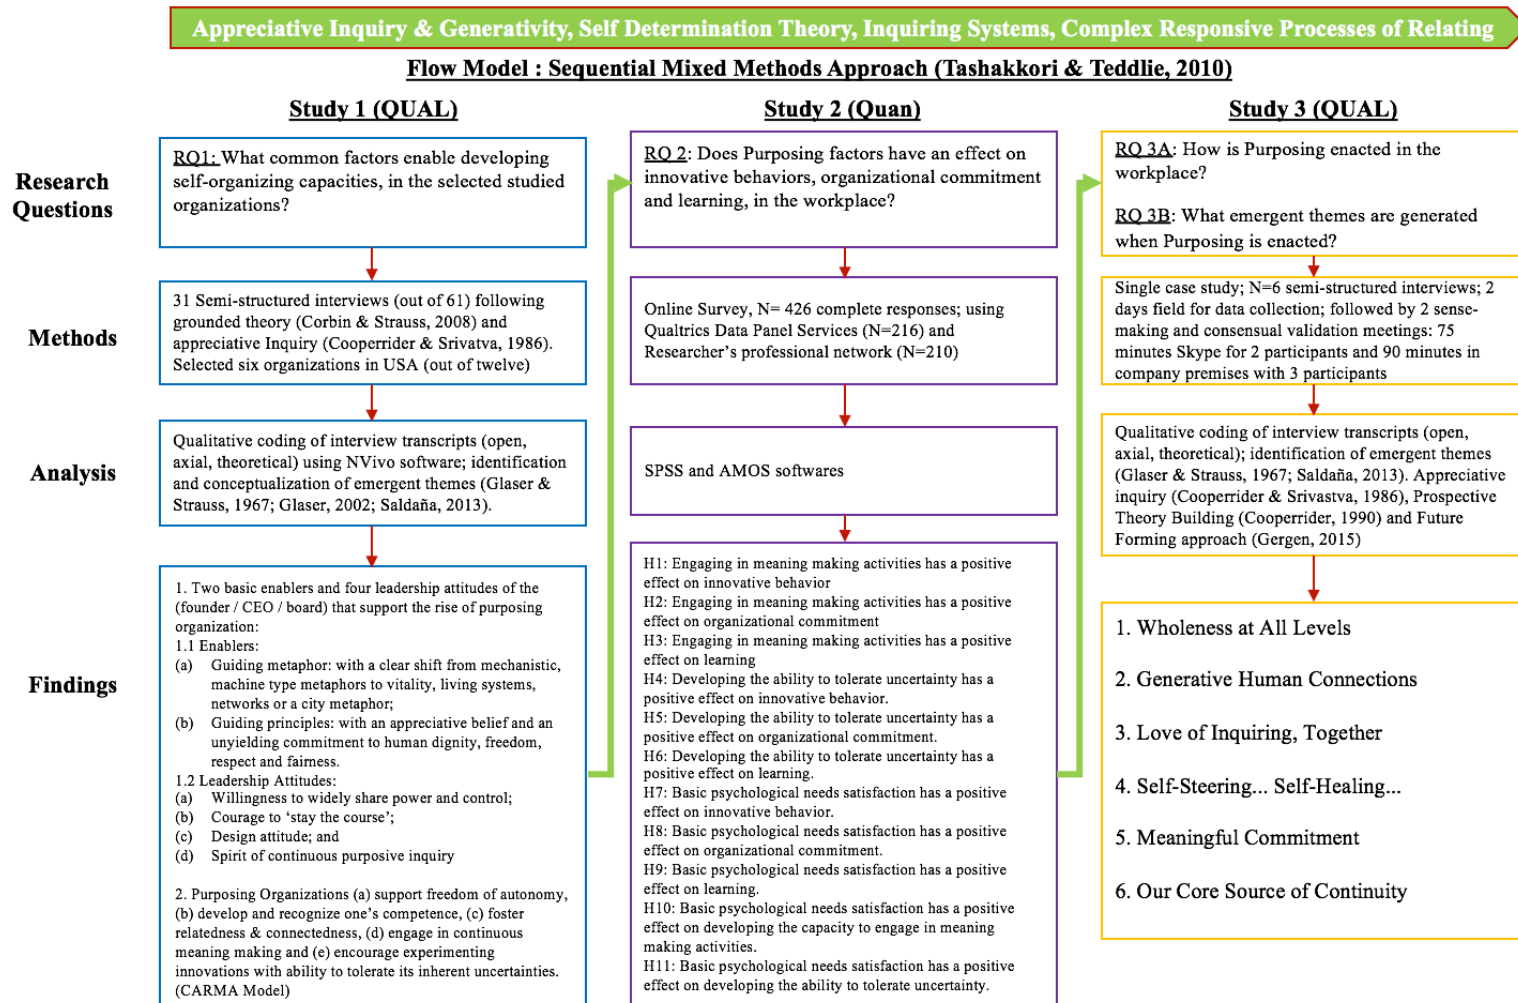 Appreciative Inquiry & Generativity, Self Determination Theory, Inquiring Systems, Complex Responsive Processes of Relating
Flow Model : Sequential Mixed Methods Approach (Tashakkori & Teddlie, 2010)
Study 1 (QUAL)
Study 2 (Quan)
Study 3 (QUAL)
Research
Questions
RQ1: What common factors enable developing
self-organizing capacities, in the selected studied
organizations?
RQ 2: Does Purposing factors have an effect on
innovative behaviors, organizational commitment
and learning, in the workplace?
RQ 3A: How is Purposing enacted in the
workplace?
RQ 3B: What emergent themes are generated
when Purposing is enacted?
Methods
31 Semi-structured interviews (out of 61) following
grounded theory (Corbin & Strauss, 2008) and
appreciative Inquiry (Cooperrider & Srivatva, 1986).
Selected six organizations in USA (out of twelve)
Online Survey, N= 426 complete responses; using
Qualtrics Data Panel Services (N=216) and
Researcher's professional network (N=210)
Single case study; N=6 semi-structured interviews; 2
days field for data collection; followed by 2 sense-
making and consensual validation meetings: 75
minutes Skype for 2 participants and 90 minutes in
company premises with 3 participants
Analysis
Qualitative coding of interview transcripts (open,
axial, theoretical) using NVivo software; identification
and conceptualization of emergent themes (Glaser &
Strauss, 1967; Glaser, 2002; Saldaña, 2013).
SPSS and AMOS softwares
Qualitative coding of interview transcripts (open,
axial, theoretical); identification of emergent themes
(Glaser & Strauss, 1967; Saldaña, 2013). Appreciative
inquiry (Cooperrider & Srivastva, 1986), Prospective
Theory Building (Cooperrider, 1990) and Future
Forming approach (Gergen, 2015)
Findings
1. Two basic enablers and four leadership attitudes of the
(founder / CEO / board) that support the rise of purposing
organization:
1.1 Enablers:
(a) Guiding metaphor: with a clear shift from mechanistic,
machine type metaphors to vitality, living systems,
networks or a city metaphor;
(b) Guiding principles: with an appreciative belief and an
unyielding commitment to human dignity, freedom,
respect and fairness.
1.2 Leadership Attitudes:
(a) Willingness to widely share power and control;
(b) Courage to 'stay the course';
(c) Design attitude; and
(d) Spirit of continuous purposive inquiry
2. Purposing Organizations (a) support freedom of autonomy,
(b) develop and recognize one's competence, (c) foster
relatedness & connectedness, (d) engage in continuous
meaning making and (e) encourage experimenting
innovations with ability to tolerate its inherent uncertainties.
(CARMA Model)
H1: Engaging in meaning making activities has a positive
effect on innovative behavior
H2: Engaging in meaning making activities has a positive
effect on organizational commitment
H3: Engaging in meaning making activities has a positive
effect on learning
H4: Developing the ability to tolerate uncertainty has a
positive effect on innovative behavior.
H5: Developing the ability to tolerate uncertainty has a
positive effect on organizational commitment.
H6: Developing the ability to tolerate uncertainty has a
positive effect on learning.
H7: Basic psychological needs satisfaction has a positive
effect on innovative behavior.
H8: Basic psychological needs satisfaction has a positive
effect on organizational commitment.
H9: Basic psychological needs satisfaction has a positive
effect on learning.
H10: Basic psychological needs satisfaction has a positive
effect on developing the capacity to engage in meaning
making activities.
H11: Basic psychological needs satisfaction has a positive
effect on developing the ability to tolerate uncertainty.
1. Wholeness at All Levels
2. Generative Human Connections
3. Love of Inquiring, Together
4. Self-Steering... Self-Healing...
5. Meaningful Commitment
6. Our Core Source of Continuity